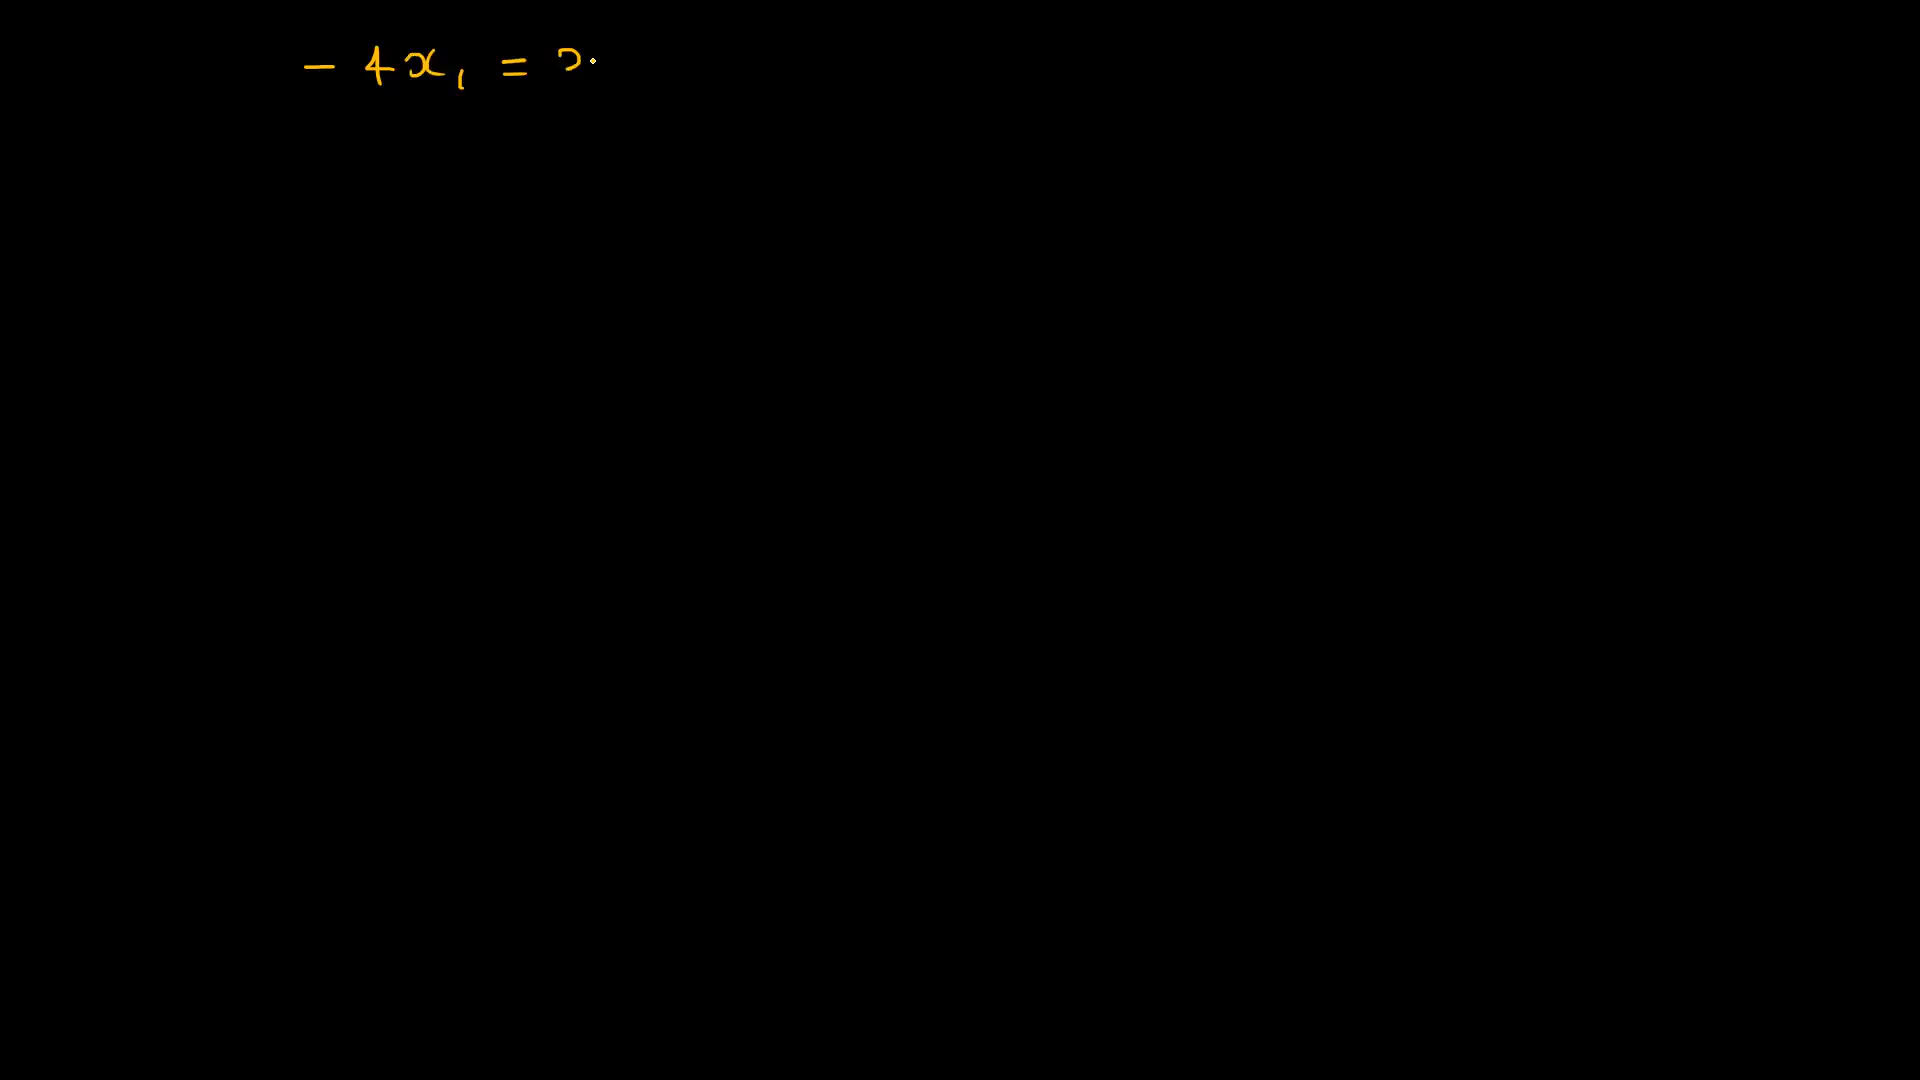 - 4x₁ =